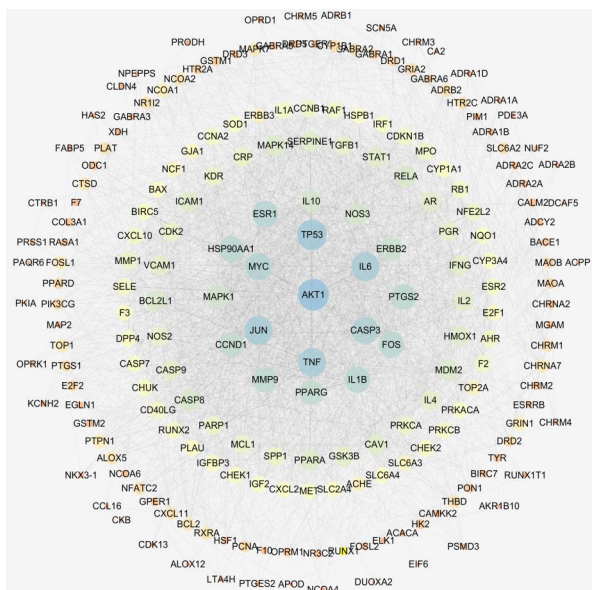 OPRD1 CHRM5 ADRB1
SCN5A
PRODH DRD3 MAPK7 GABRA5 CYP1B1 GABRA2 CHRM3
CA2
NPEPPS GSTM1 GABRA1 DRD1
HTR2A GRIA2
CLDN4 NCOA2 GABRA6 ADRA1D
NCOA1 ADRB2
HAS2 NR1I2 ERBB3 IL1A CCNB1 RAF1 HSPB1 HTR2C ADRA1A
GABRA3 SOD1 IRF1 PIM1 PDE3A
XDH CCNA2 MAPK14 SERPINE1 TGFB1 CDKN1B ADRA1B
FABP5 PLAT GJA1 CRP STAT1 MPO SLC6A2 NUF2
ODC1 NCF1 KDR RELA CYP1A1 ADRA2C ADRA2B
CTSD BAX ICAM1 IL10 AR RB1 ADRA2A
CTRB1 F7 BIRC5 ESR1 NOS3 NFE2L2 CALM2 DCAF5
COL3A1 CXCL10 CDK2 TP53 PGR NQO1 ADCY2
PRSS1 RASA1 HSP90AA1 ERBB2 BACE1
PAQR6 FOSL1 MMP1 VCAM1 MYC IL6 IFNG CYP3A4 MAOB ACPP
PPARD SELE MAOA
PKIA PIK3CG BCL2L1 MAPK1 AKT1 PTGS2 IL2 ESR2 CHRNA2
MAP2 F3 E2F1 MGAM
TOP1 DPP4 NOS2 JUN CASP3 HMOX1 AHR CHRM1
OPRK1 PTGS1 CASP7 CCND1 FOS F2 CHRNA7
E2F2 CHUK CASP9 TNF MDM2 TOP2A CHRM2
KCNH2 EGLN1 CD40LG CASP8 MMP9 IL1B IL4 PRKACA ESRRB
GSTM2 RUNX2 PARP1 PPARG PRKCA PRKCB GRIN1 CHRM4
PTPN1 PLAU MCL1 CAV1 CHEK2 DRD2
ALOX5 IGFBP3 SPP1 PPARA GSK3B SLC6A3 TYR
NKX3-1 NCOA6 CHEK1 SLC6A4 BIRC7 RUNX1T1
NFATC2 IGF2 CXCL2 MET SLC2A4 ACHE PON1
CCL16 GPER1 THBD AKR1B10
CKB CXCL11 CAMKK2
BCL2 HK2
CDK13 RXRA HSF1 ACACA
PCNA F10 OPRM1 NR3C2 RUNX1 FOSL2 ELK1 PSMD3
ALOX12 EIF6
LTA4H PTGES2 APOD NCOA4 DUOXA2